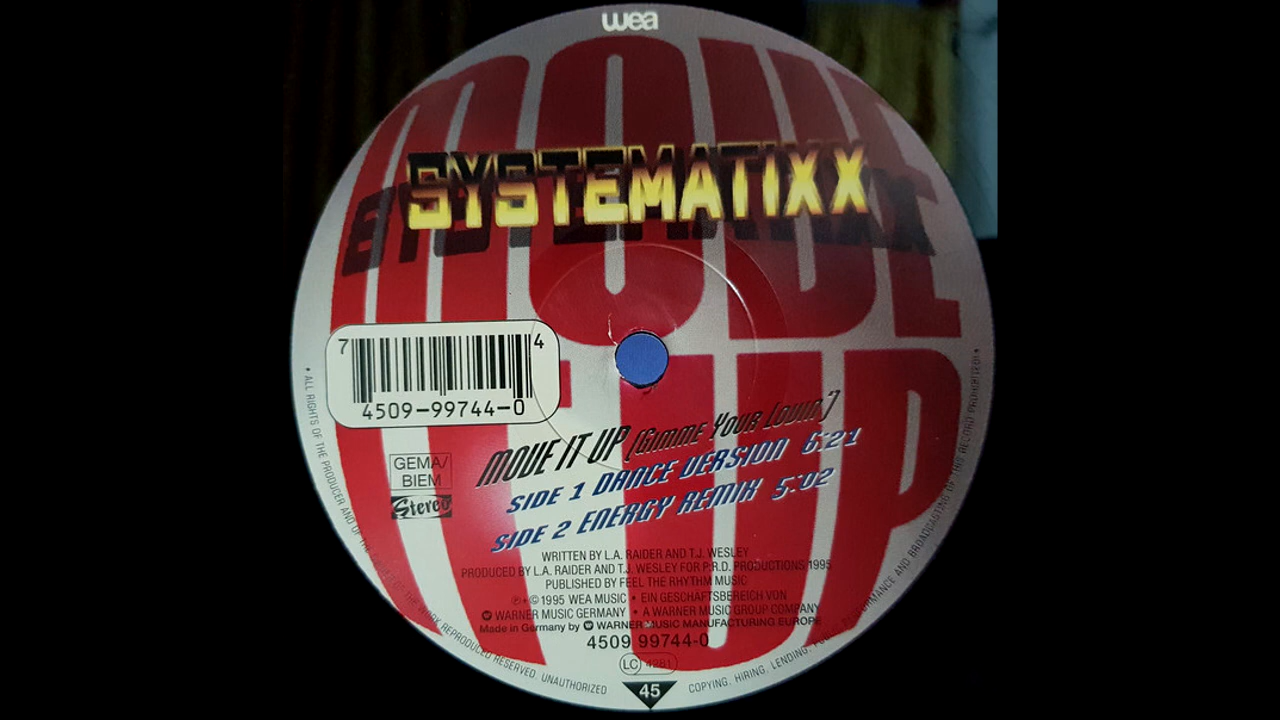 wea
MOVE
SYSTEMATIXX
IT UP
7 4
4509-99744-0
GEMA/
BIEM
Stereo
MOVE IT UP (Gimme Your Lovin')
SIDE 1 DANCE VERSION 6:21
SIDE 2 ENERGY REMIX 5:02
WRITTEN BY L.A. RAIDER AND T.J. WESLEY
PRODUCED BY L.A. RAIDER AND T.J. WESLEY FOR P.R.D. PRODUCTIONS 1995
PUBLISHED BY FEEL THE RHYTHM MUSIC
℗+© 1995 WEA MUSIC • EIN GESCHÄFTSBEREICH VON
WARNER MUSIC GERMANY • A WARNER MUSIC GROUP COMPANY
Made in Germany by WARNER MUSIC MANUFACTURING EUROPE
4509 99744-0
LC 4281
45
• ALL RIGHTS OF THE PRODUCER AND OF THE WORK REPRODUCED RESERVED. UNAUTHORIZED COPYING, HIRING, LENDING, PERFORMANCE AND BROADCASTING OF THIS RECORD PROHIBITED! •